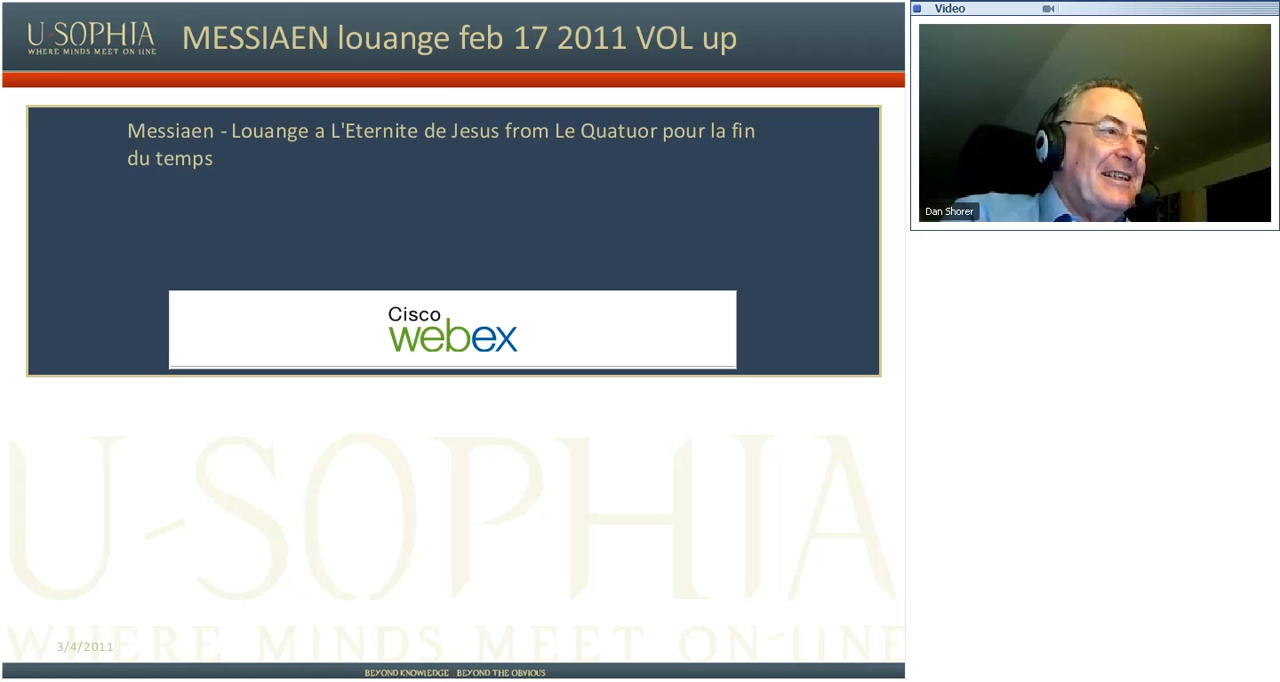 U-SOPHIA
WHERE MINDS MEET ON-LINE
MESSIAEN louange feb 17 2011 VOL up
Messiaen - Louange a L'Eternite de Jesus from Le Quatuor pour la fin
du temps
Cisco
webex
U-SOPHIA
WHERE MINDS MEET ON-LINE
3/4/2011
BEYOND KNOWLEDGE BEYOND THE OBVIOUS
Video
Dan Shorer